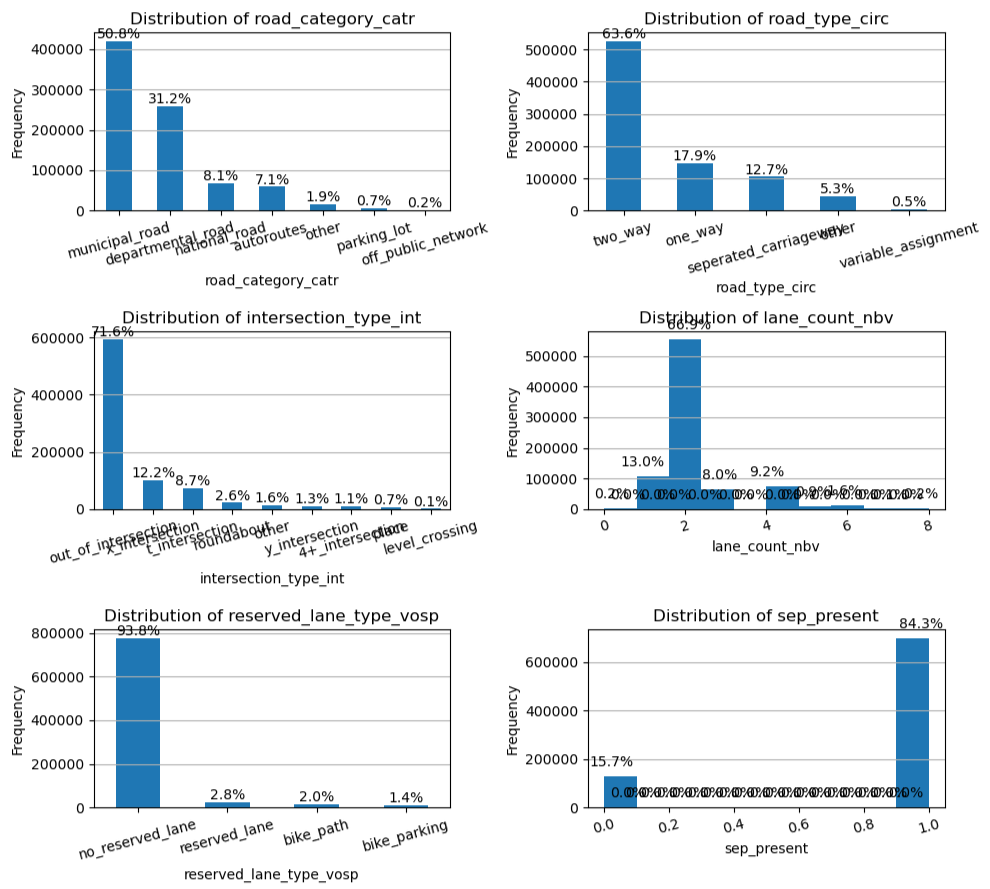 Distribution of road_category_catr
Frequency
400000
300000
200000
100000
0
50.8%
31.2%
8.1%
7.1%
1.9%
0.7%
0.2%
municipal_road
departmental_road
national_road
autoroutes
other
parking_lot
off_public_network
road_category_catr
Distribution of road_type_circ
Frequency
500000
400000
300000
200000
100000
0
63.6%
17.9%
12.7%
5.3%
0.5%
two_way
one_way
seperated_carriageway
other
variable_assignment
road_type_circ
Distribution of intersection_type_int
Frequency
600000
400000
200000
0
71.6%
12.2%
8.7%
2.6%
1.6%
1.3%
1.1%
0.7%
0.1%
out_of_intersection
x_intersection
t_intersection
roundabout
other
y_intersection
4+_intersection
place
level_crossing
intersection_type_int
Distribution of lane_count_nbv
Frequency
500000
400000
300000
200000
100000
0
0.2%
13.0%
66.9%
8.0%
9.2%
1.6%
0.2%
0
2
4
6
8
lane_count_nbv
Distribution of reserved_lane_type_vosp
Frequency
800000
600000
400000
200000
0
93.8%
2.8%
2.0%
1.4%
no_reserved_lane
reserved_lane
bike_path
bike_parking
reserved_lane_type_vosp
Distribution of sep_present
Frequency
600000
400000
200000
0
15.7%
84.3%
0.0
0.2
0.4
0.6
0.8
1.0
sep_present